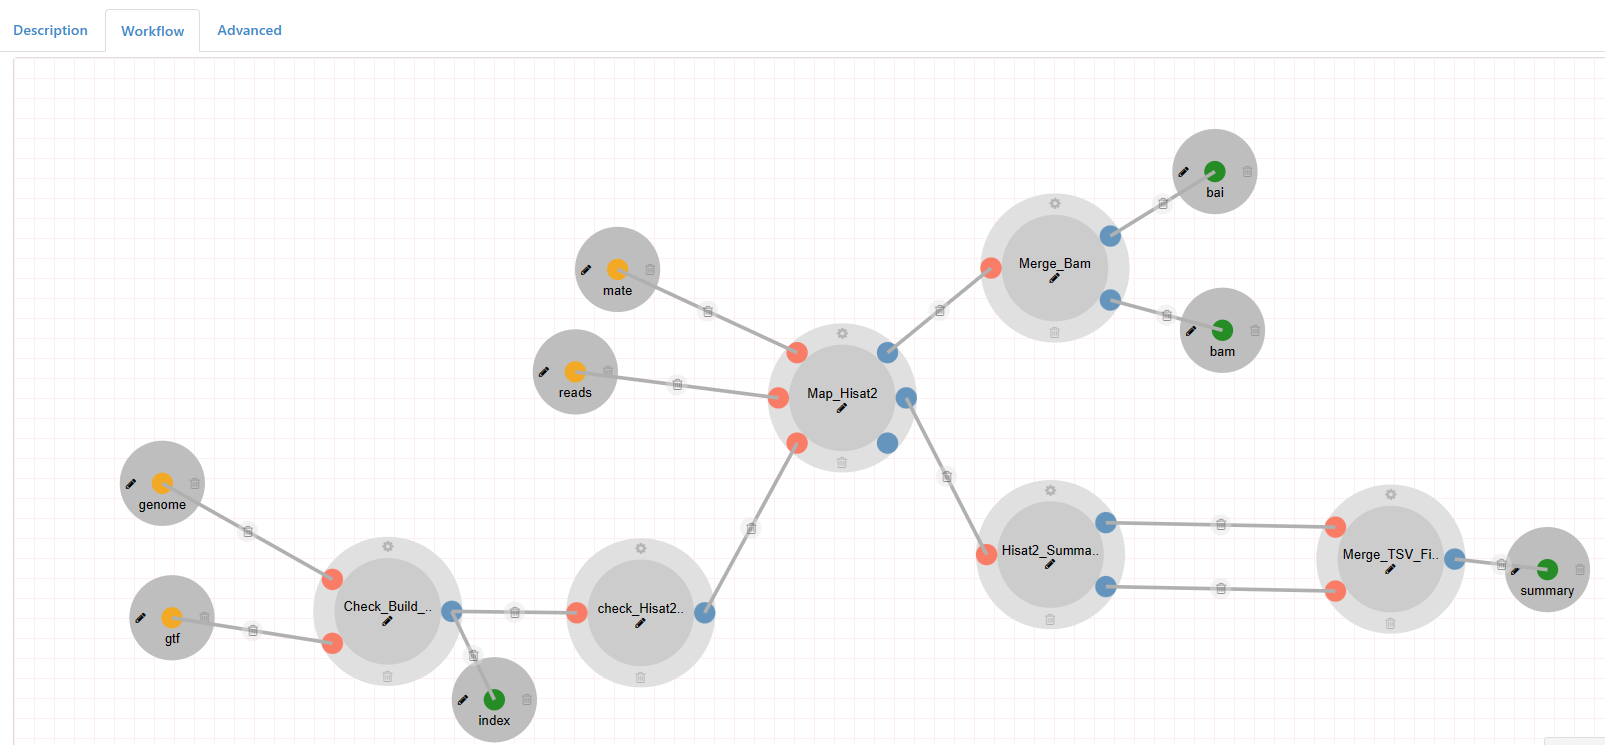 Description
Workflow
Advanced
bai
Merge_Bam
mate
bam
reads
Map_Hisat2
genome
Hisat2_Summa..
Merge_TSV_Fi..
summary
Check_Build_..
check_Hisat2..
gtf
index